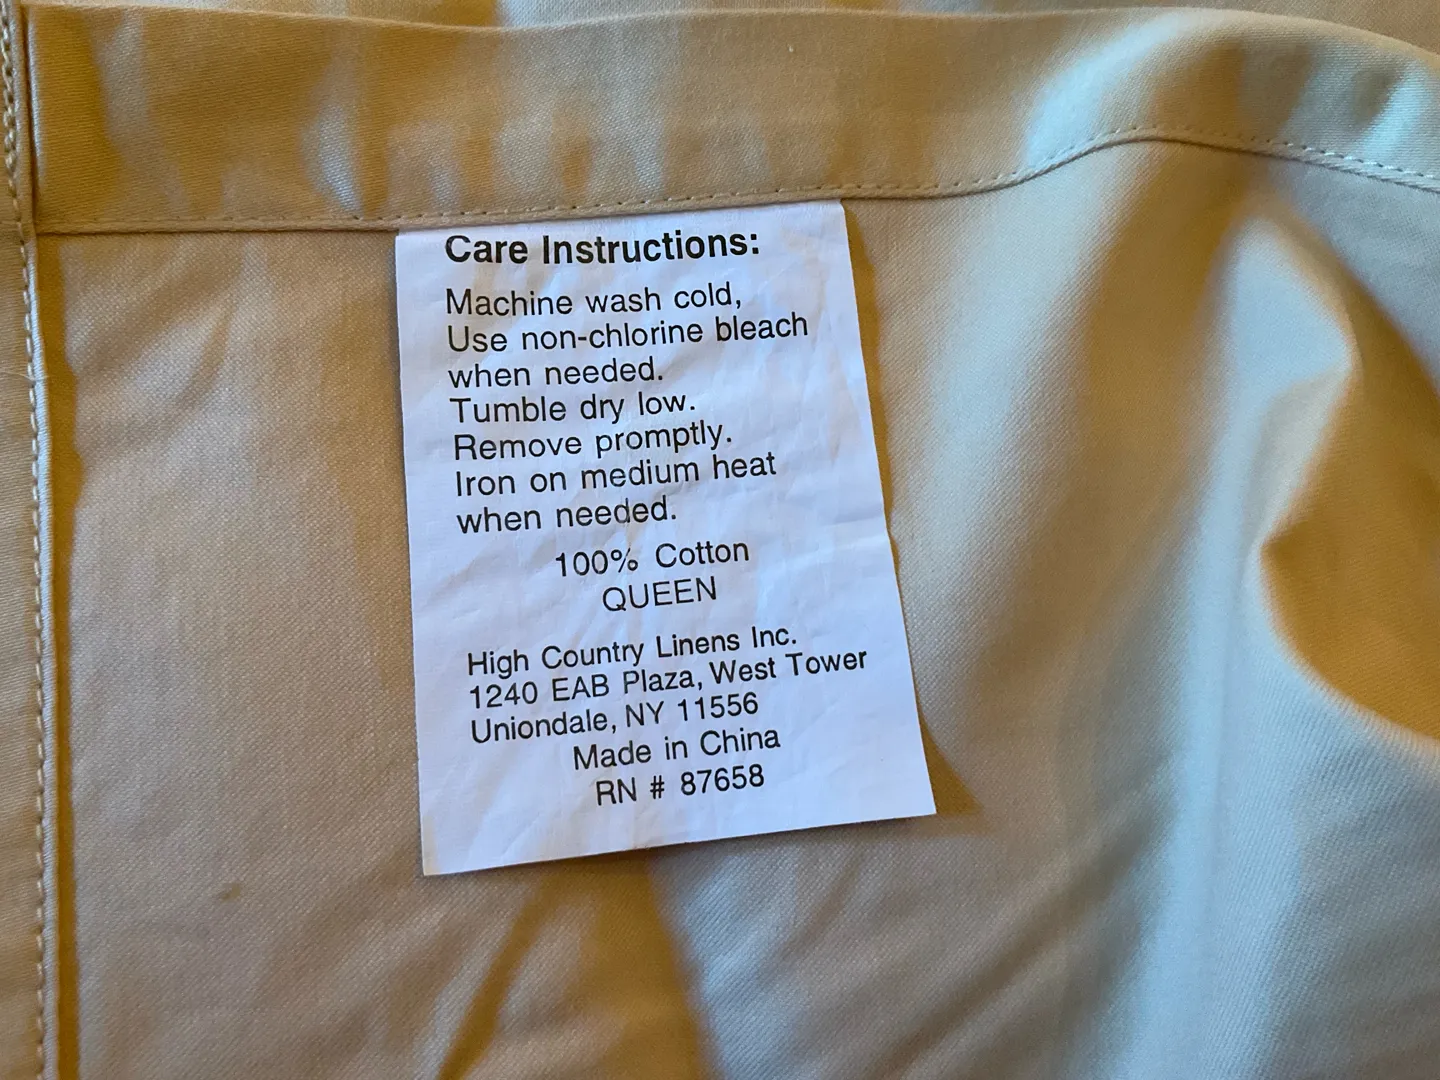 Care Instructions:
Machine wash cold,
Use non-chlorine bleach
when needed.
Tumble dry low.
Remove promptly.
Iron on medium heat
when needed.
100% Cotton
QUEEN
High Country Linens Inc.
1240 EAB Plaza, West Tower
Uniondale, NY 11556
Made in China
RN # 87658